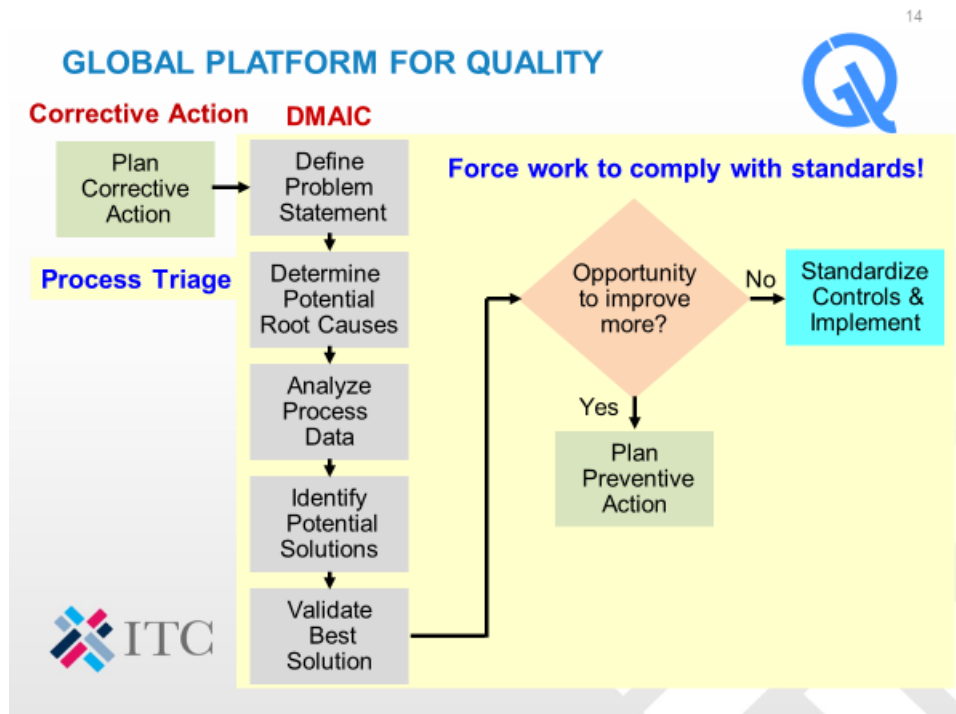 14
GLOBAL PLATFORM FOR QUALITY
Corrective Action
DMAIC
Plan
Corrective
Action
Define
Problem
Statement
Force work to comply with standards!
Process Triage
Determine
Potential
Root Causes
Opportunity
to improve
more?
No
Standardize
Controls &
Implement
Analyze
Process
Data
Yes
Plan
Preventive
Action
Identify
Potential
Solutions
Validate
Best
Solution
ITC